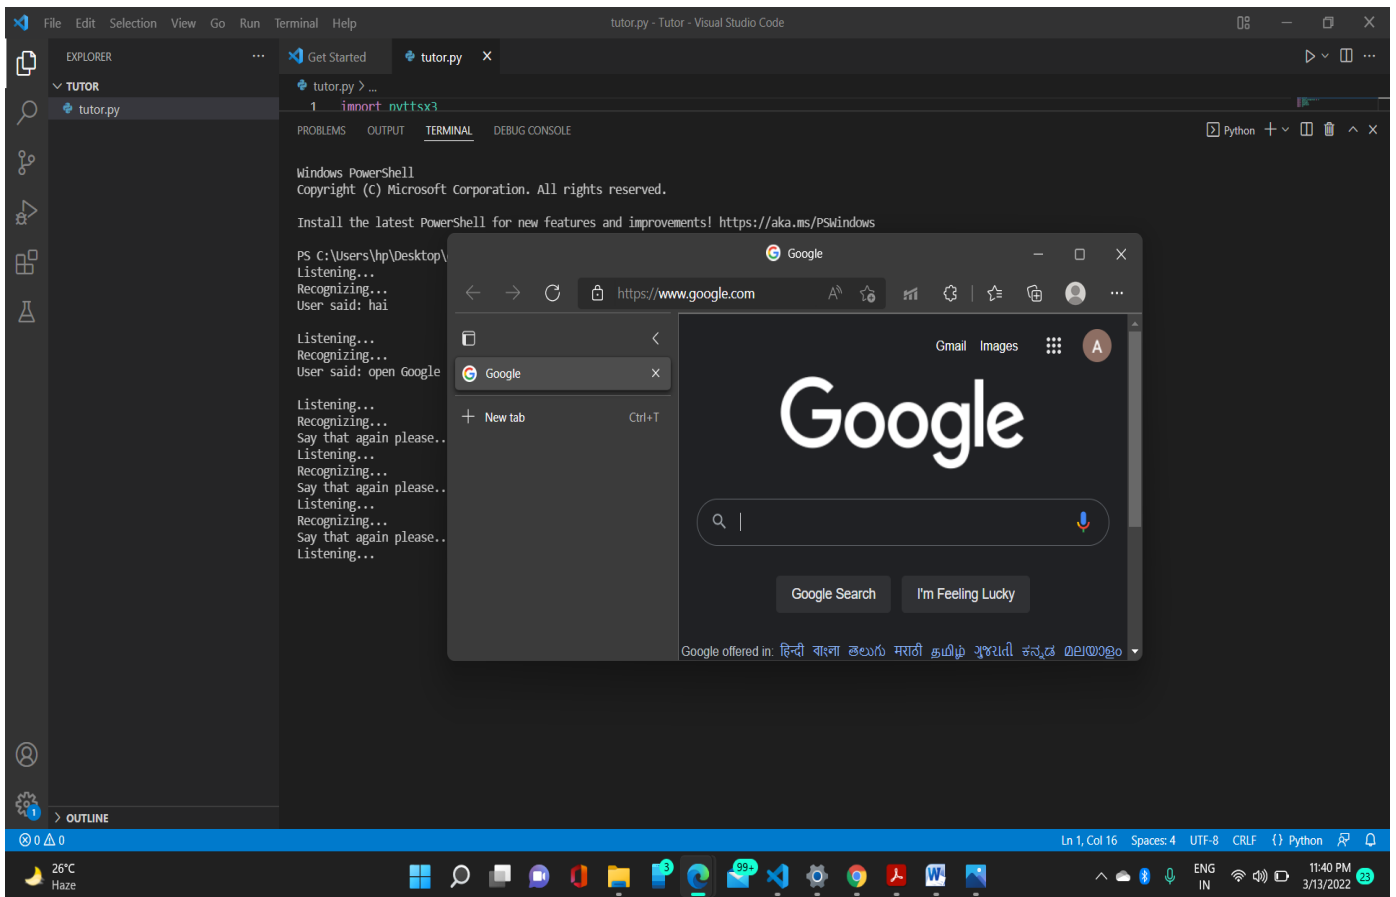 File Edit Selection View Go Run Terminal Help
tutor.py - Tutor - Visual Studio Code
EXPLORER
Get Started
tutor.py
TUTOR
tutor.py
tutor.py > ...
1 import pyttsx3
PROBLEMS OUTPUT TERMINAL DEBUG CONSOLE
Python
Windows PowerShell
Copyright (C) Microsoft Corporation. All rights reserved.
Install the latest PowerShell for new features and improvements! https://aka.ms/PSWindows
PS C:\Users\hp\Desktop\
Listening...
Recognizing...
User said: hai
Listening...
Recognizing...
User said: open Google
Listening...
Recognizing...
Say that again please..
Listening...
Recognizing...
Say that again please..
Listening...
Recognizing...
Say that again please..
Listening...
Google
https://www.google.com
Google
New tab Ctrl+T
Gmail Images
A
Google
Google Search
I'm Feeling Lucky
Google offered in: हिन्दी বাংলা తెలుగు मराठी தமிழ் ગુજરાતી ಕನ್ನಡ മലയാളം
1
OUTLINE
0 0
Ln 1, Col 16 Spaces: 4 UTF-8 CRLF {} Python
26°C
Haze
3
99+
ENG
IN
11:40 PM
3/13/2022
23